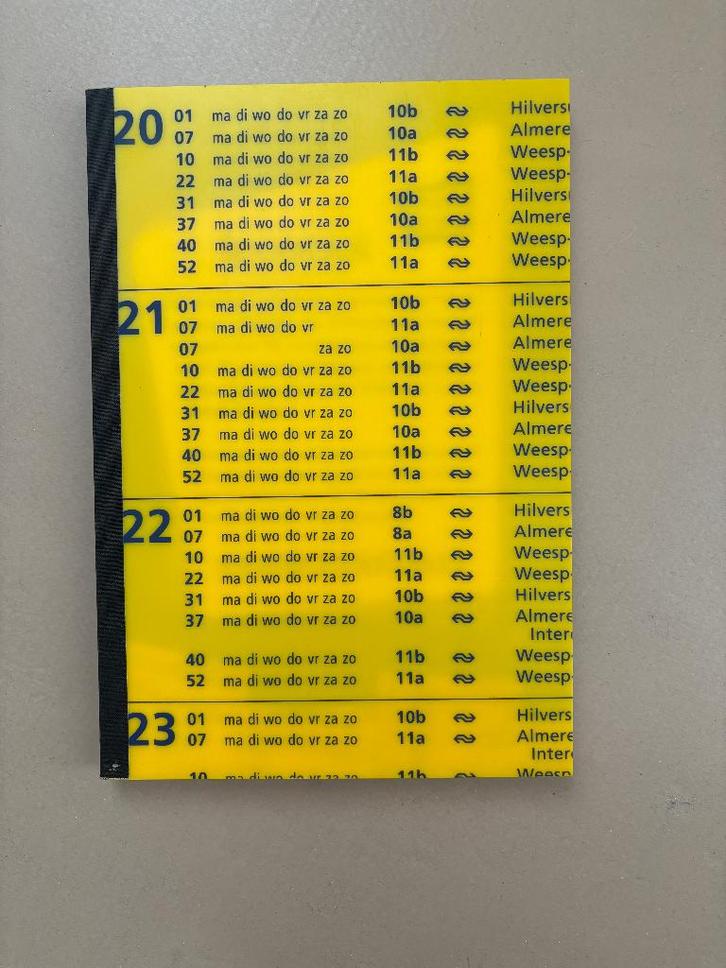 20 01 ma di wo do vr za zo 10b Hilvers
07 ma di wo do vr za zo 10a Almere
10 ma di wo do vr za zo 11b Weesp-
22 ma di wo do vr za zo 11a Weesp-
31 ma di wo do vr za zo 10b Hilvers
37 ma di wo do vr za zo 10a Almere
40 ma di wo do vr za zo 11b Weesp-
52 ma di wo do vr za zo 11a Weesp-
21 01 ma di wo do vr za zo 10b Hilvers
07 ma di wo do vr 11a Almere
07 za zo 10a Almere
10 ma di wo do vr za zo 11b Weesp-
22 ma di wo do vr za zo 11a Weesp-
31 ma di wo do vr za zo 10b Hilvers
37 ma di wo do vr za zo 10a Almere
40 ma di wo do vr za zo 11b Weesp-
52 ma di wo do vr za zo 11a Weesp-
22 01 ma di wo do vr za zo 8b Hilvers
07 ma di wo do vr za zo 8a Almere
10 ma di wo do vr za zo 11b Weesp-
22 ma di wo do vr za zo 11a Weesp-
31 ma di wo do vr za zo 10b Hilvers
37 ma di wo do vr za zo 10a Almere
Interc
40 ma di wo do vr za zo 11b Weesp-
52 ma di wo do vr za zo 11a Weesp-
23 01 ma di wo do vr za zo 10b Hilvers
07 ma di wo do vr za zo 11a Almere
Interc
10 ma di wo do vr za zo 11b Weesp